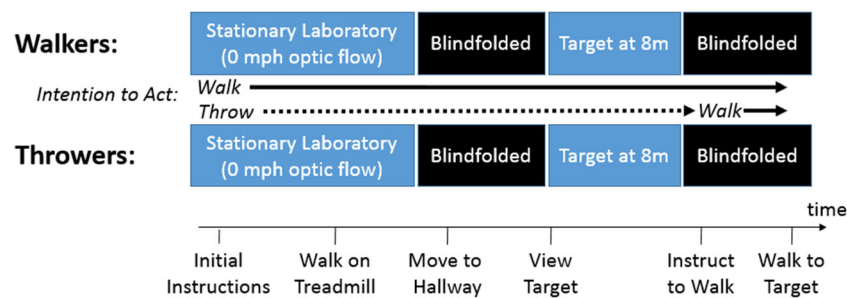 Walkers:
Stationary Laboratory
(0 mph optic flow)
Blindfolded
Target at 8m
Blindfolded
Intention to Act:
Walk
Throw
Walk
Throwers:
Stationary Laboratory
(0 mph optic flow)
Blindfolded
Target at 8m
Blindfolded
time
Initial
Instructions
Walk on
Treadmill
Move to
Hallway
View
Target
Instruct
to Walk
Walk to
Target